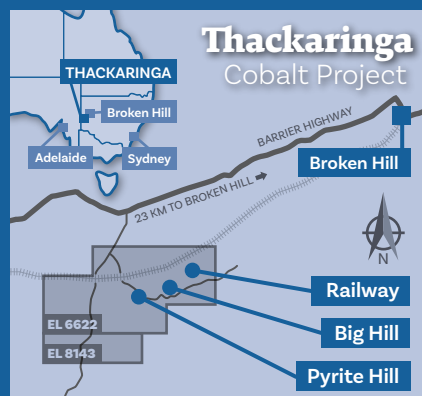 Thackaringa
Cobalt Project
THACKARINGA
Broken Hill
Adelaide
Sydney
BARRIER HIGHWAY
Broken Hill
23 KM TO BROKEN HILL
N
Railway
EL 6622
Big Hill
EL 8143
Pyrite Hill